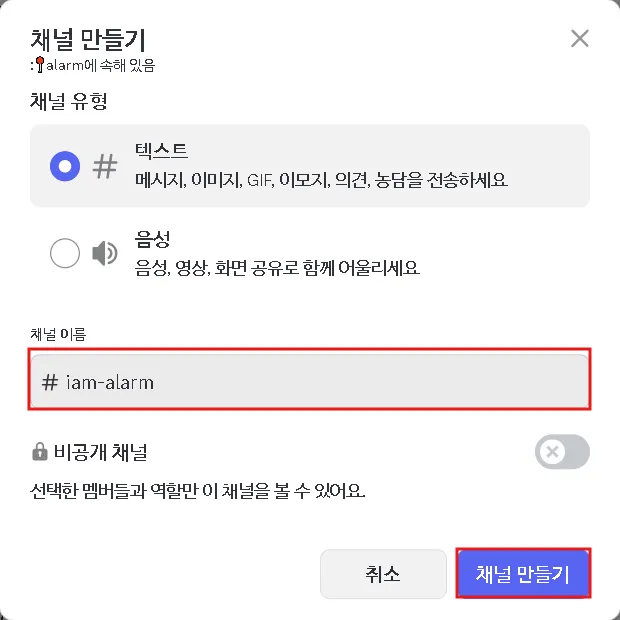 채널 만들기
:📍alarm에 속해 있음
채널 유형
텍스트
메시지, 이미지, GIF, 이모지, 의견, 농담을 전송하세요
음성
음성, 영상, 화면 공유로 함께 어울리세요
채널 이름
# iam-alarm
비공개 채널
선택한 멤버들과 역할만 이 채널을 볼 수 있어요.
취소
채널 만들기